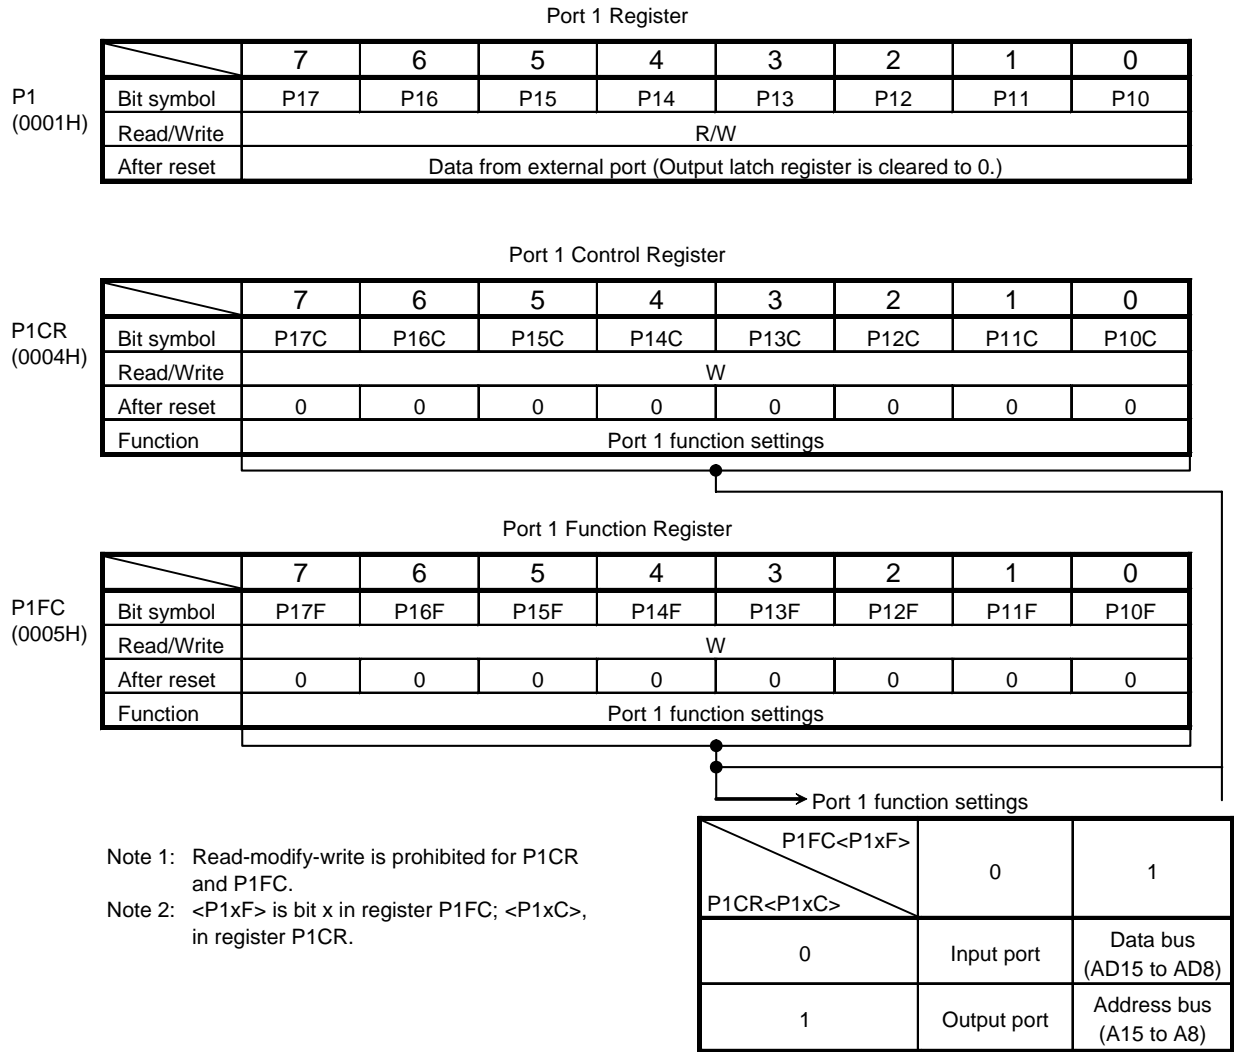 Port 1 Register
7 6 5 4 3 2 1 0
P1
(0001H)
Bit symbol P17 P16 P15 P14 P13 P12 P11 P10
Read/Write R/W
After reset Data from external port (Output latch register is cleared to 0.)
Port 1 Control Register
7 6 5 4 3 2 1 0
P1CR
(0004H)
Bit symbol P17C P16C P15C P14C P13C P12C P11C P10C
Read/Write W
After reset 0 0 0 0 0 0 0 0
Function Port 1 function settings
Port 1 Function Register
7 6 5 4 3 2 1 0
P1FC
(0005H)
Bit symbol P17F P16F P15F P14F P13F P12F P11F P10F
Read/Write W
After reset 0 0 0 0 0 0 0 0
Function Port 1 function settings
Note 1: Read-modify-write is prohibited for P1CR
and P1FC.
Note 2: <P1xF> is bit x in register P1FC; <P1xC>,
in register P1CR.
Port 1 function settings
P1FC<P1xF>
P1CR<P1xC>
0 1
0 Input port Data bus
(AD15 to AD8)
1 Output port Address bus
(A15 to A8)